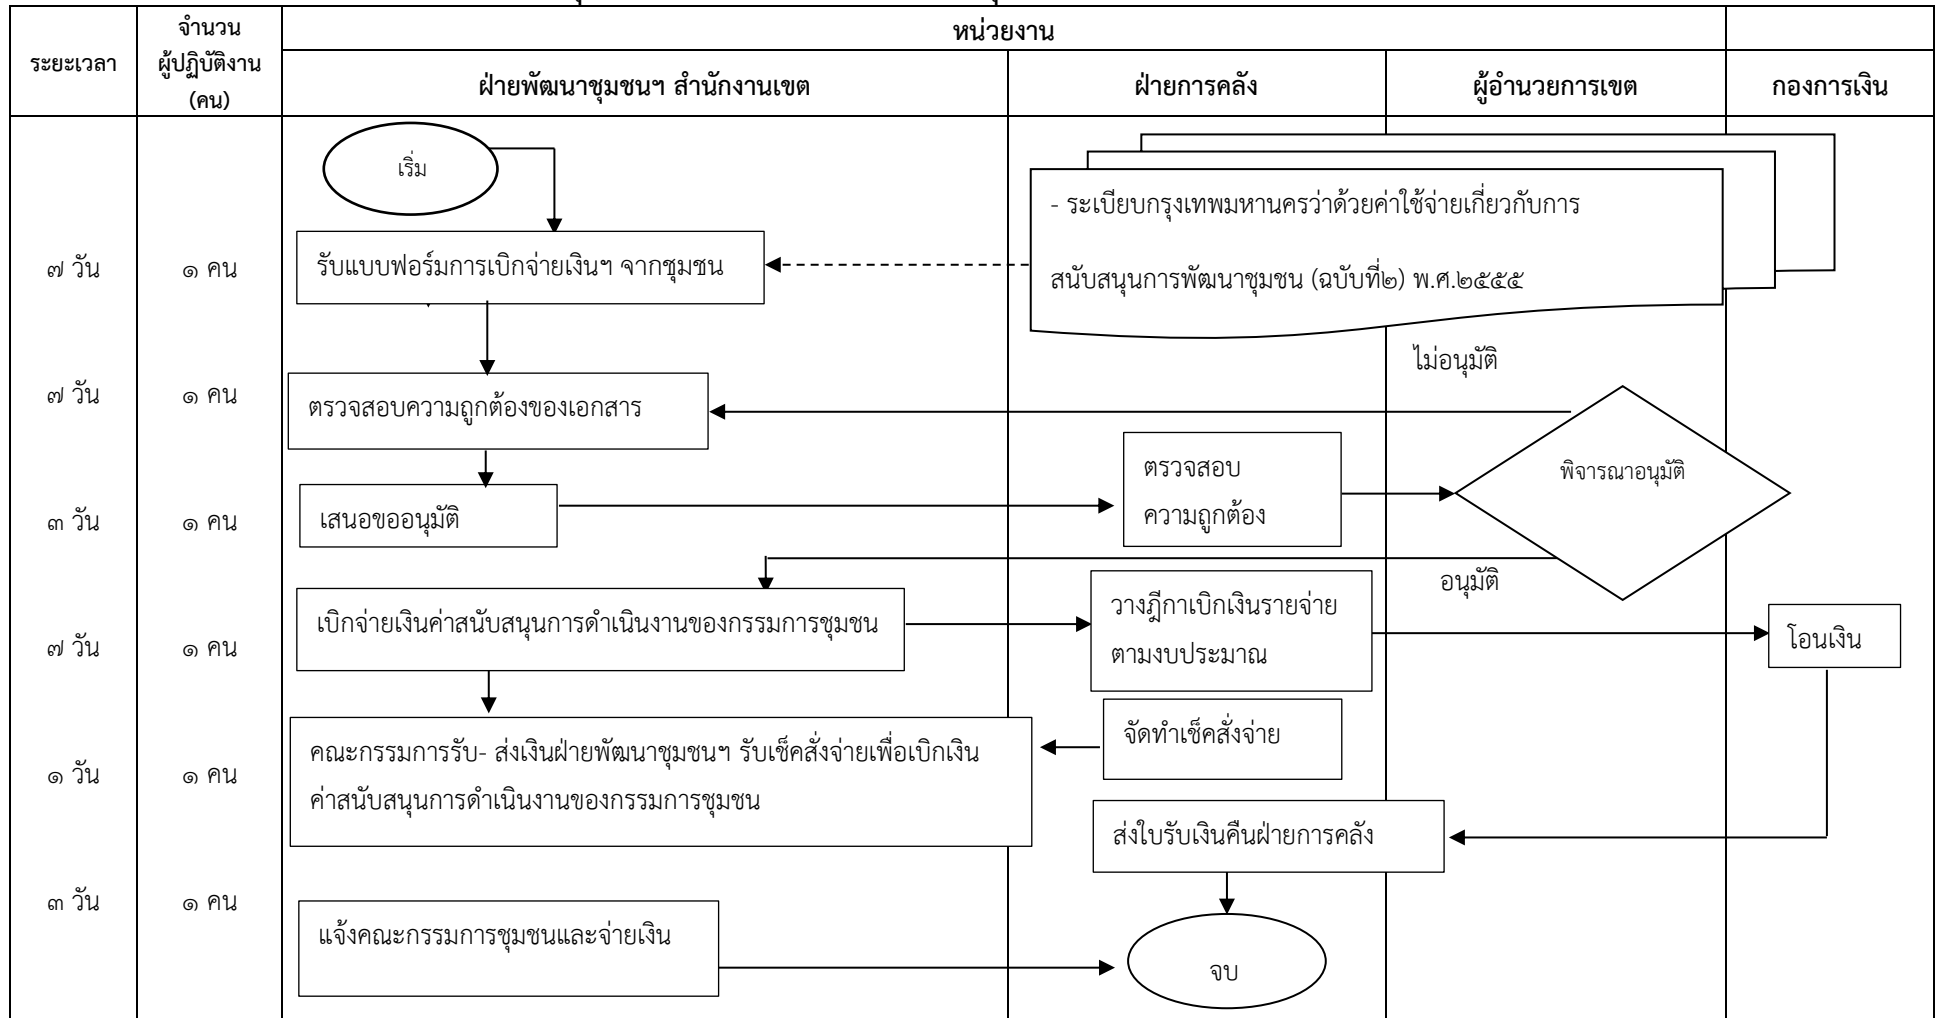 จำนวน
หน่วยงาน
ระยะเวลา
ผู้ปฏิบัติงาน
(คน)
ฝ่ายพัฒนาชุมชนฯ สำนักงานเขต
ฝ่ายการคลัง
ผู้อำนวยการเขต
กองการเงิน
เริ่ม
- ระเบียบกรุงเทพมหานครว่าด้วยค่าใช้จ่ายเกี่ยวกับการ
สนับสนุนการพัฒนาชุมชน (ฉบับที่๒) พ.ศ.๒๕๕๕
๗ วัน
๑ คน
รับแบบฟอร์มการเบิกจ่ายเงินฯ จากชุมชน
ไม่อนุมัติ
๗ วัน
๑ คน
ตรวจสอบความถูกต้องของเอกสาร
ตรวจสอบ
ความถูกต้อง
พิจารณาอนุมัติ
๓ วัน
๑ คน
เสนอขออนุมัติ
อนุมัติ
๗ วัน
๑ คน
เบิกจ่ายเงินค่าสนับสนุนการดำเนินงานของกรรมการชุมชน
วางฎีกาเบิกเงินรายจ่าย
ตามงบประมาณ
โอนเงิน
จัดทำเช็คสั่งจ่าย
๑ วัน
๑ คน
คณะกรรมการรับ- ส่งเงินฝ่ายพัฒนาชุมชนฯ รับเช็คสั่งจ่ายเพื่อเบิกเงิน
ค่าสนับสนุนการดำเนินงานของกรรมการชุมชน
ส่งใบรับเงินคืนฝ่ายการคลัง
๓ วัน
๑ คน
แจ้งคณะกรรมการชุมชนและจ่ายเงิน
จบ